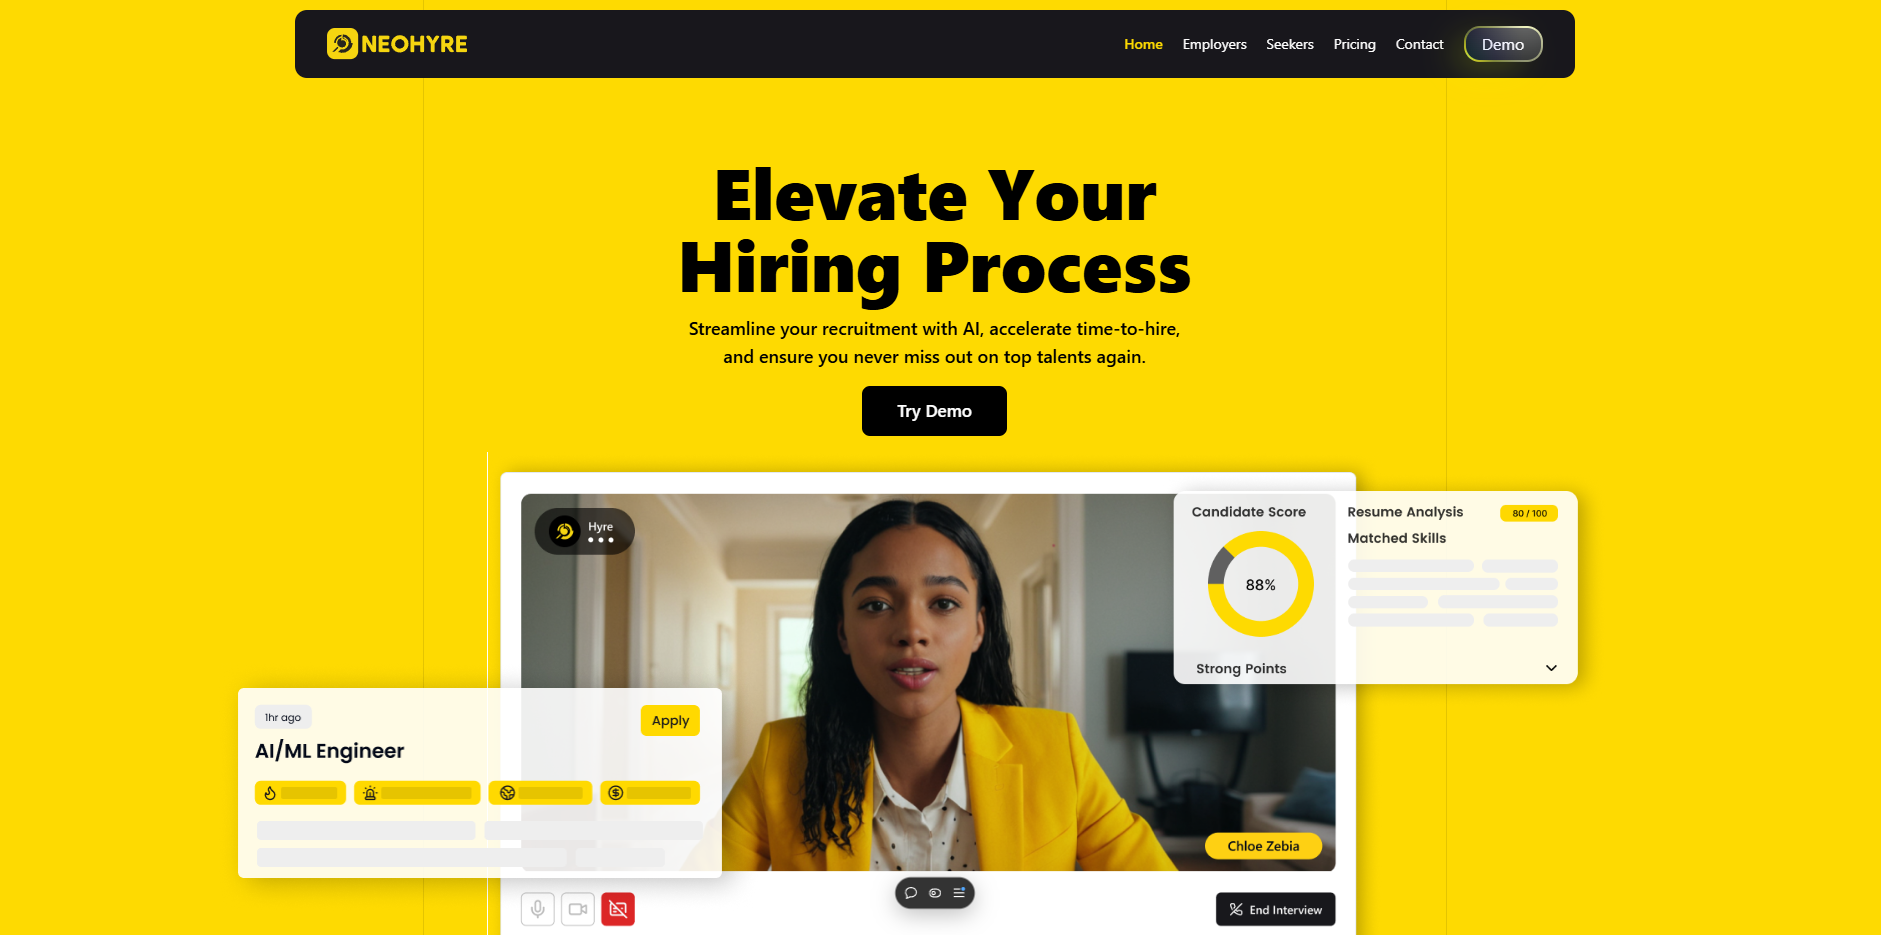 NEOHYRE
Home
Employers
Seekers
Pricing
Contact
Demo
Elevate Your
Hiring Process
Streamline your recruitment with AI, accelerate time-to-hire,
and ensure you never miss out on top talents again.
Try Demo
Hyre
Candidate Score
88%
Strong Points
Resume Analysis
80 / 100
Matched Skills
1hr ago
Apply
AI/ML Engineer
Chloe Zebia
End Interview